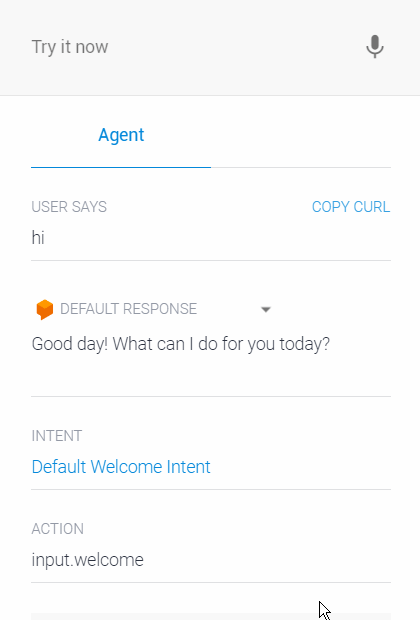 Try it now
Agent
USER SAYS COPY CURL
hi
DEFAULT RESPONSE
Good day! What can I do for you today?
INTENT
Default Welcome Intent
ACTION
input.welcome